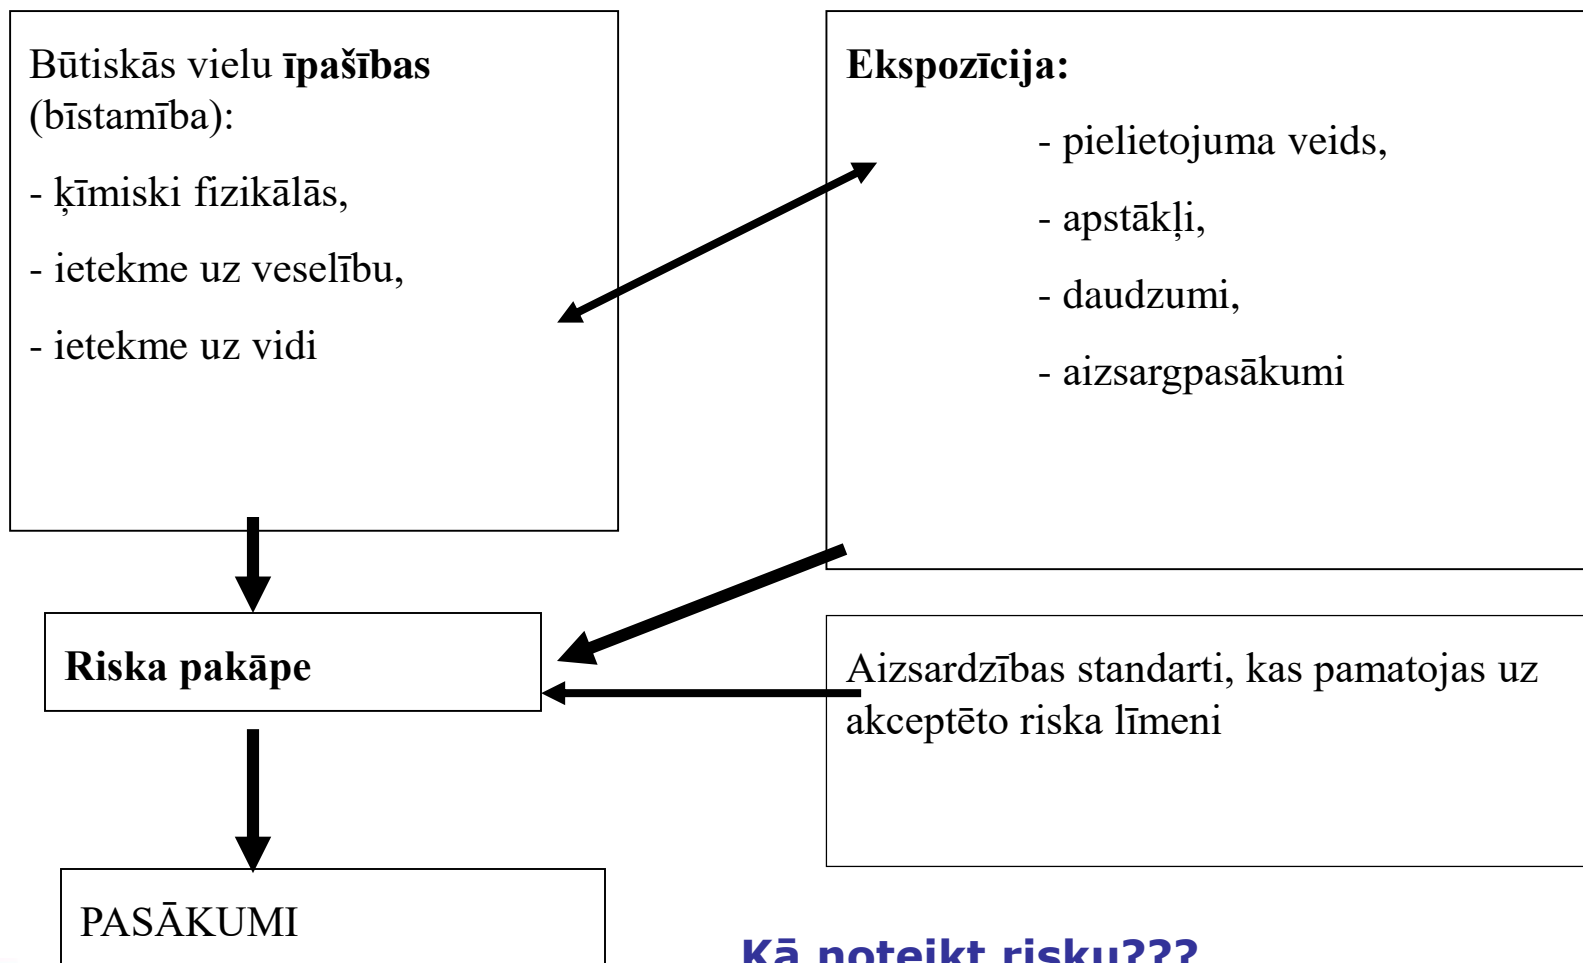 Būtiskās vielu īpašības
(bīstamība):
- ķīmiski fizikālās,
- ietekme uz veselību,
- ietekme uz vidi
Ekspozīcija:
- pielietojuma veids,
- apstākļi,
- daudzumi,
- aizsargpasākumi
Riska pakāpe
Aizsardzības standarti, kas pamatojas uz
akceptēto riska līmeni
PASĀKUMI
Kā noteikt risku???